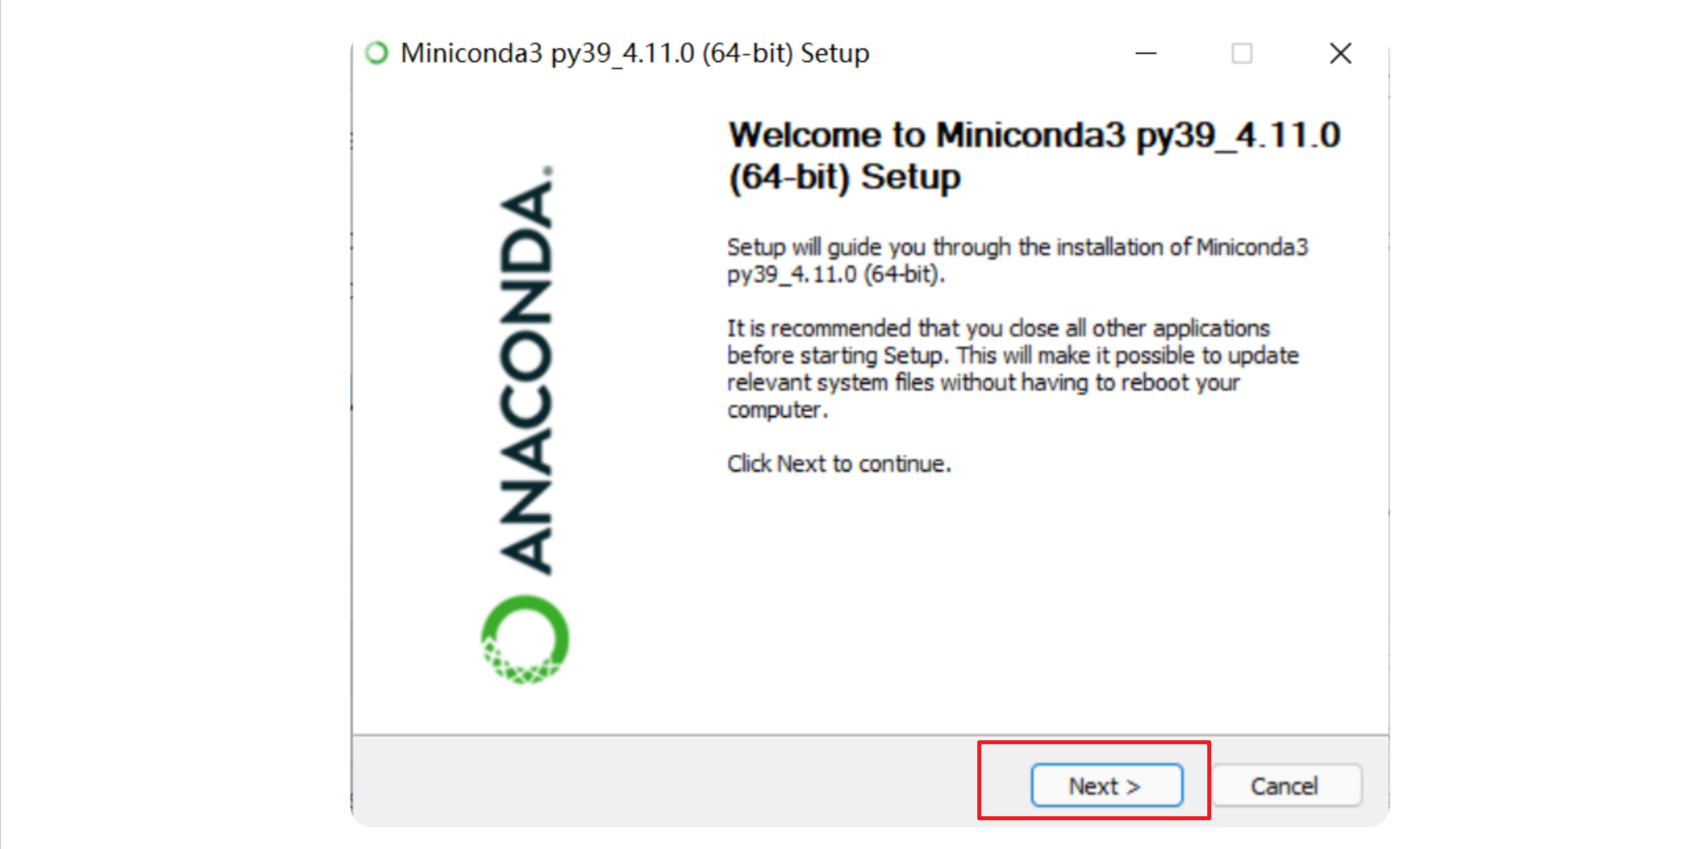 Miniconda3 py39_4.11.0 (64-bit) Setup
ANACONDA.
Welcome to Miniconda3 py39_4.11.0
(64-bit) Setup
Setup will guide you through the installation of Miniconda3
py39_4.11.0 (64-bit).
It is recommended that you close all other applications
before starting Setup. This will make it possible to update
relevant system files without having to reboot your
computer.
Click Next to continue.
Next >
Cancel